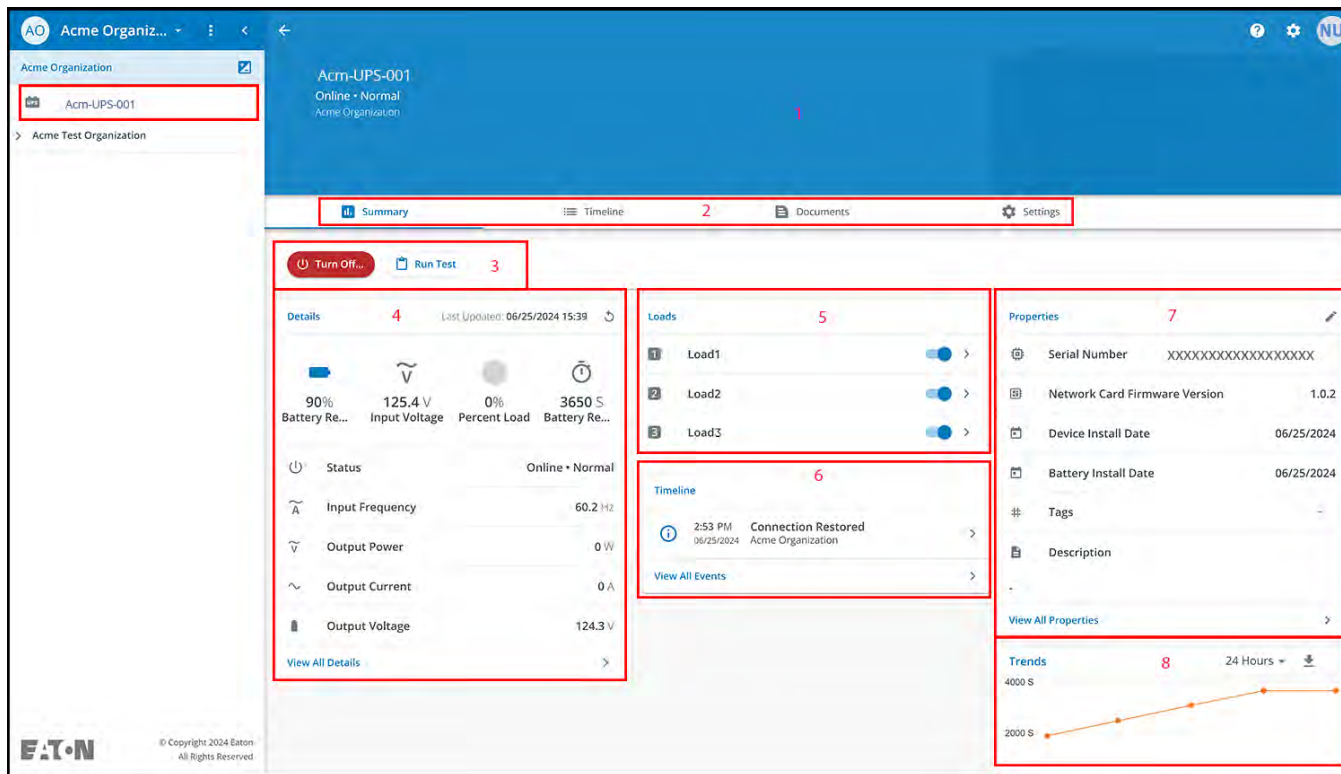 AO Acme Organiz...
NU
Acme Organization
UPS Acm-UPS-001
Acme Test Organization
Acm-UPS-001
Online • Normal
Acme Organization
1
Summary Timeline 2 Documents Settings
Turn Off... Run Test 3
Details 4 Last Updated: 06/25/2024 15:39
90% 125.4 V 0% 3650 S
Battery Re... Input Voltage Percent Load Battery Re...
Status Online • Normal
Input Frequency 60.2 Hz
Output Power 0 W
Output Current 0 A
Output Voltage 124.3 V
View All Details
Loads 5
1 Load1
2 Load2
3 Load3
6
Timeline
2:53 PM Connection Restored
06/25/2024 Acme Organization
View All Events
Properties 7
Serial Number XXXXXXXXXXXXXXXXXX
Network Card Firmware Version 1.0.2
Device Install Date 06/25/2024
Battery Install Date 06/25/2024
# Tags -
Description
-
View All Properties
Trends 8 24 Hours
4000 S
2000 S
EATON
© Copyright 2024 Eaton
All Rights Reserved